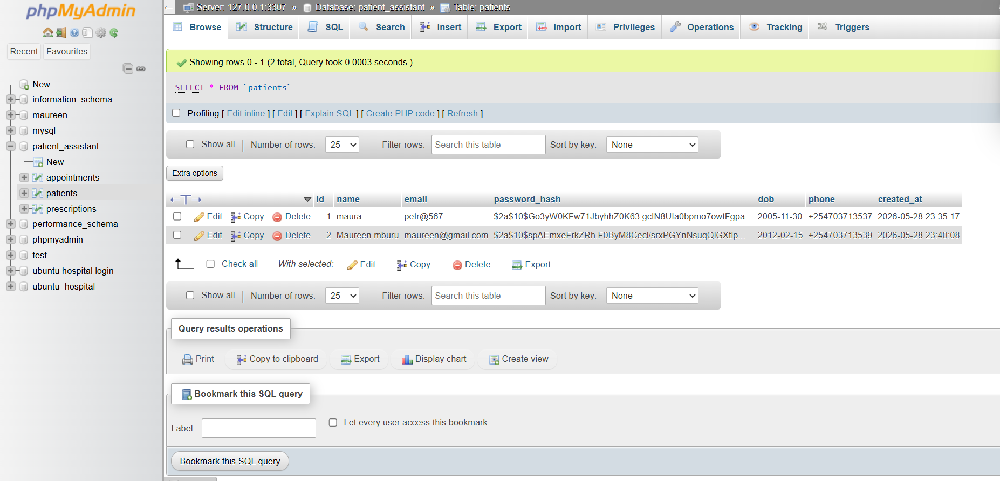 phpMyAdmin
Recent
Favourites
New
information_schema
maureen
mysql
patient_assistant
New
appointments
patients
prescriptions
performance_schema
phpmyadmin
test
ubuntu hospital login
ubuntu_hospital
Server: 127.0.0.1:3307 » Database: patient_assistant » Table: patients
Browse Structure SQL Search Insert Export Import Privileges Operations Tracking Triggers
Showing rows 0 - 1 (2 total, Query took 0.0003 seconds.)
SELECT * FROM `patients`
Profiling [ Edit inline ] [ Edit ] [ Explain SQL ] [ Create PHP code ] [ Refresh ]
Show all Number of rows: 25 Filter rows: Search this table Sort by key: None
Extra options
id name email password_hash dob phone created_at
Edit Copy Delete 1 maura petr@567 $2a$10$Go3yW0KFw71JbyhhZ0K63.gclN8Ula0bpmo7owtFgpa... 2005-11-30 +254703713537 2026-05-28 23:35:17
Edit Copy Delete 2 Maureen mburu maureen@gmail.com $2a$10$spAEmxeFrkZRh.F0ByM8Cecl/srxPGYnNsuqQlGXtlp... 2012-02-15 +254703713539 2026-05-28 23:40:08
Check all With selected: Edit Copy Delete Export
Show all Number of rows: 25 Filter rows: Search this table Sort by key: None
Query results operations
Print Copy to clipboard Export Display chart Create view
Bookmark this SQL query
Label: Let every user access this bookmark
Bookmark this SQL query